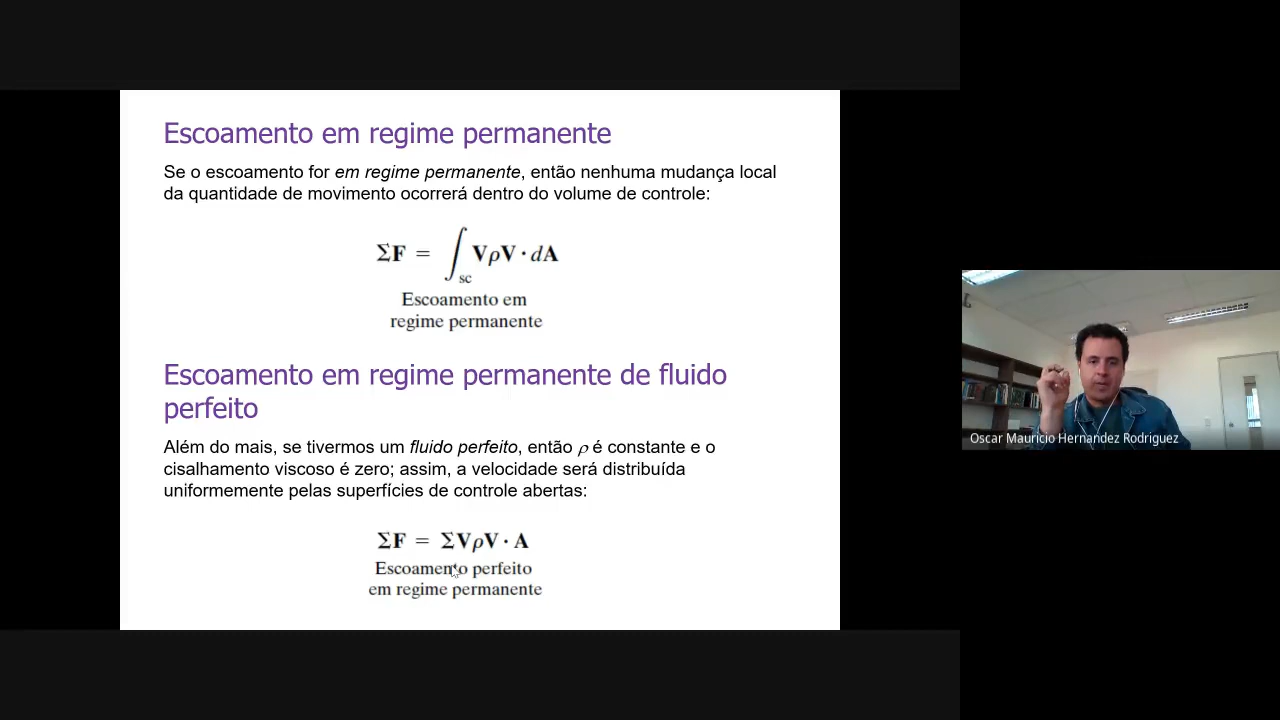 Escoamento em regime permanente
Se o escoamento for em regime permanente, então nenhuma mudança local
da quantidade de movimento ocorrerá dentro do volume de controle:
ΣF = ∫sc VρV · dA
Escoamento em
regime permanente
Escoamento em regime permanente de fluido
perfeito
Além do mais, se tivermos um fluido perfeito, então ρ é constante e o
cisalhamento viscoso é zero; assim, a velocidade será distribuída
uniformemente pelas superfícies de controle abertas:
ΣF = ΣVρV · A
Escoamento perfeito
em regime permanente
Oscar Mauricio Hernandez Rodriguez